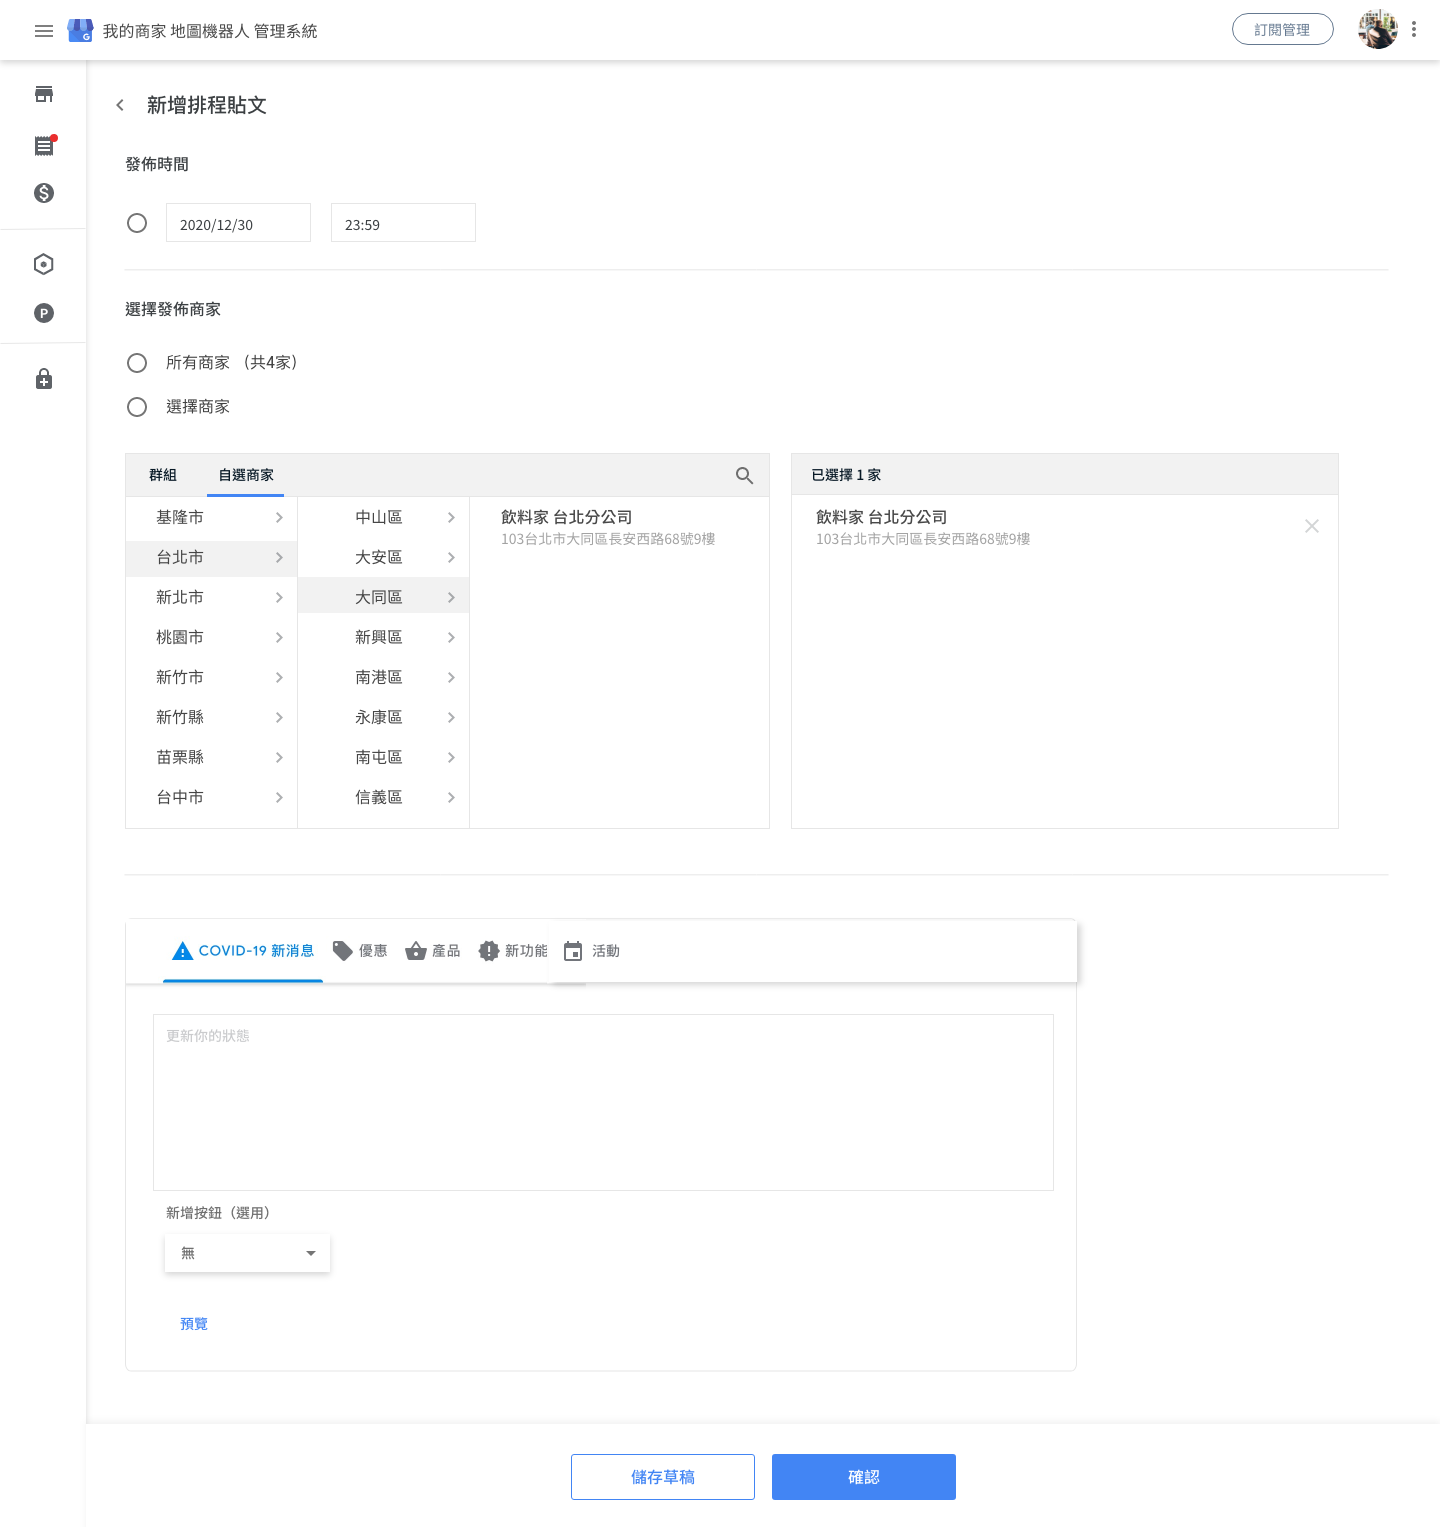 我的商家 地圖機器人 管理系統
訂閱管理
新增排程貼文
發佈時間
2020/12/30
23:59
選擇發佈商家
所有商家 （共4家）
選擇商家
群組
自選商家
基隆市
台北市
新北市
桃園市
新竹市
新竹縣
苗栗縣
台中市
中山區
大安區
大同區
新興區
南港區
永康區
南屯區
信義區
飲料家 台北分公司
103台北市大同區長安西路68號9樓
已選擇 1 家
飲料家 台北分公司
103台北市大同區長安西路68號9樓
COVID-19 新消息
優惠
產品
新功能
活動
更新你的狀態
新增按鈕（選用）
無
預覽
儲存草稿
確認